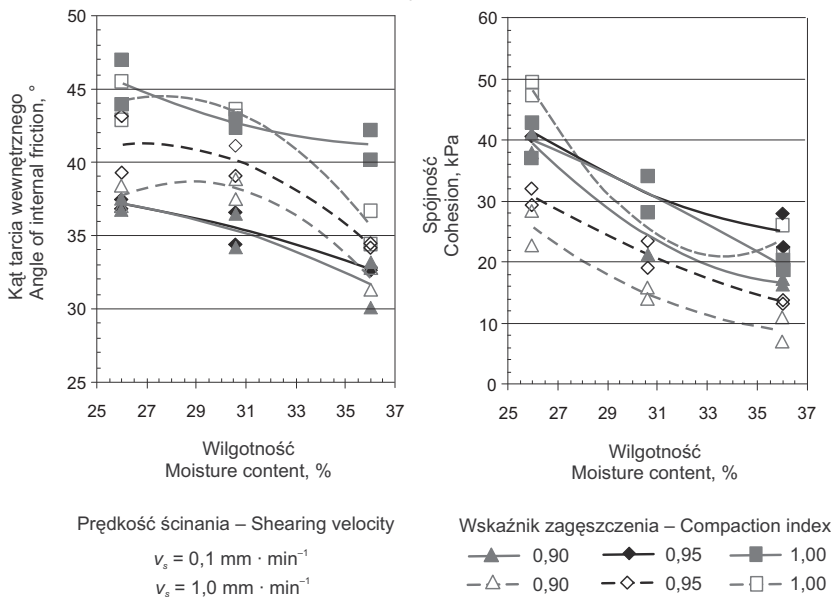 Kąt tarcia wewnętrznego
Angle of internal friction, °
50
45
40
35
30
25
25 27 29 31 33 35 37
Wilgotność
Moisture content, %
Spójność
Cohesion, kPa
60
50
40
30
20
10
0
25 27 29 31 33 35 37
Wilgotność
Moisture content, %
Prędkość ścinania – Shearing velocity
vₛ = 0,1 mm · min⁻¹
vₛ = 1,0 mm · min⁻¹
Wskaźnik zagęszczenia – Compaction index
0,90 0,95 1,00
0,90 0,95 1,00